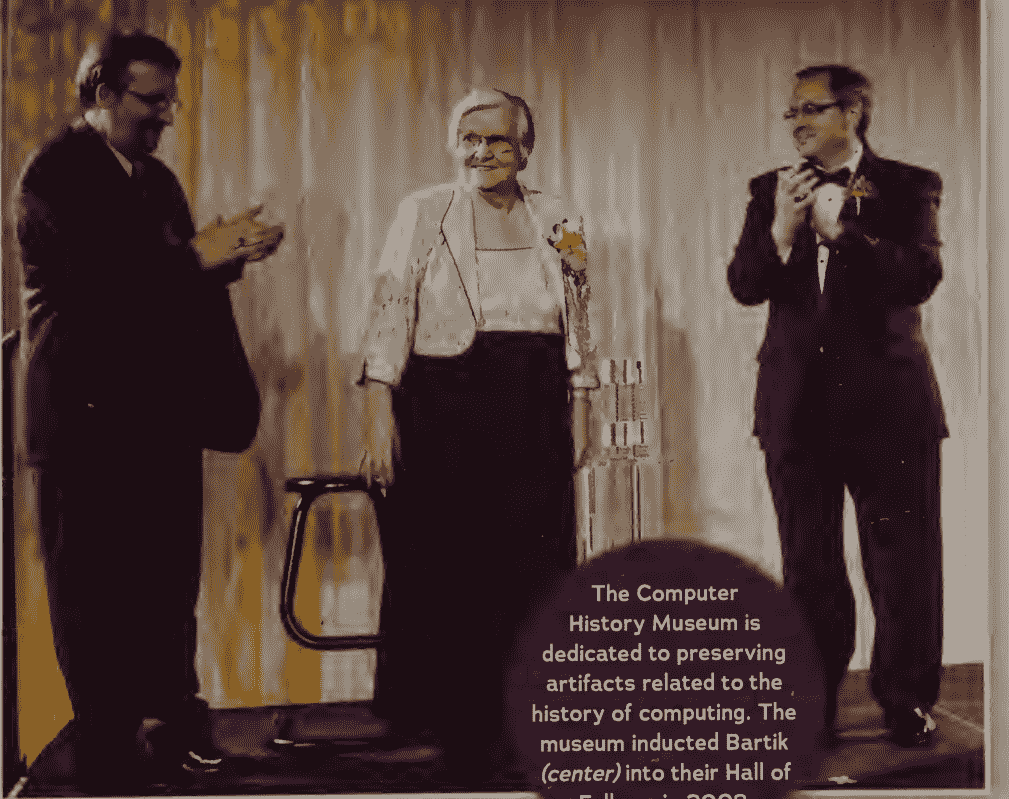 The Computer
History Museum is
dedicated to preserving
artifacts related to the
history of computing. The
museum inducted Bartik
(center) into their Hall of